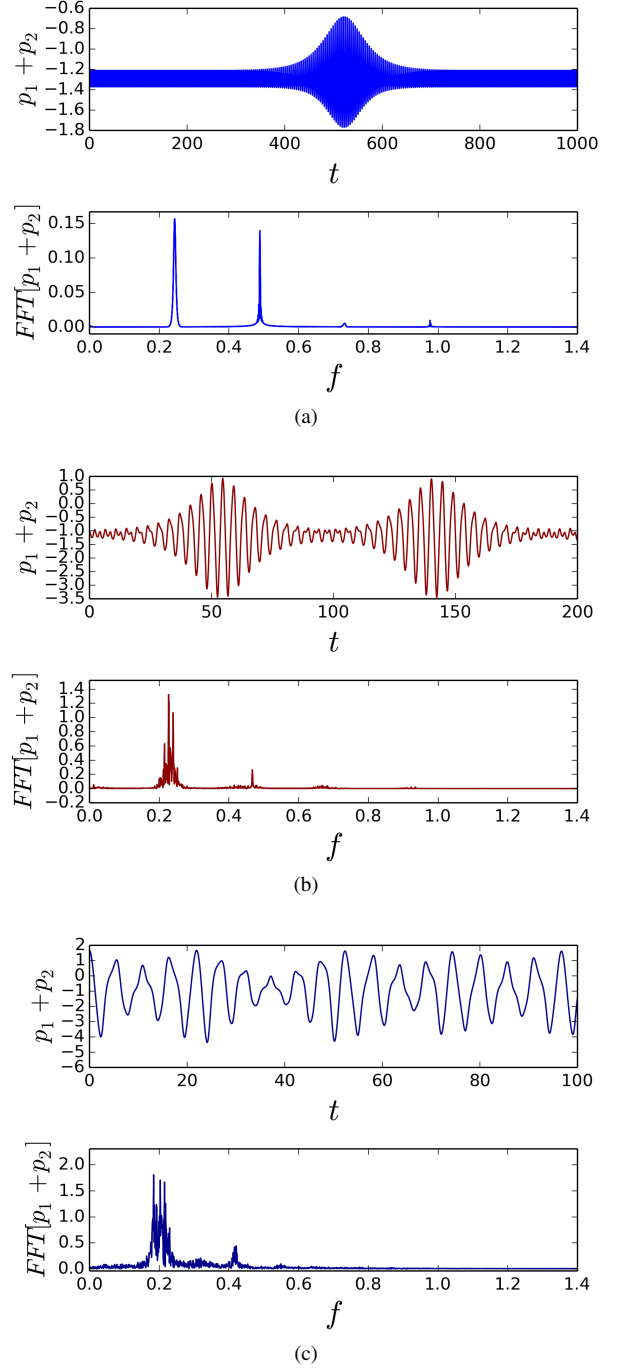 p₁ + p₂
−0.6
−0.8
−1.0
−1.2
−1.4
−1.6
−1.8
0 200 400 600 800 1000
t
FFT[p₁ + p₂]
0.15
0.10
0.05
0.00
0.0 0.2 0.4 0.6 0.8 1.0 1.2 1.4
f
(a)
p₁ + p₂
1.0
0.5
0.0
−0.5
−1.0
−1.5
−2.0
−2.5
−3.0
−3.5
0 50 100 150 200
t
FFT[p₁ + p₂]
1.4
1.2
1.0
0.8
0.6
0.4
0.2
0.0
−0.2
0.0 0.2 0.4 0.6 0.8 1.0 1.2 1.4
f
(b)
p₁ + p₂
2
1
0
−1
−2
−3
−4
−5
−6
0 20 40 60 80 100
t
FFT[p₁ + p₂]
2.0
1.5
1.0
0.5
0.0
0.0 0.2 0.4 0.6 0.8 1.0 1.2 1.4
f
(c)